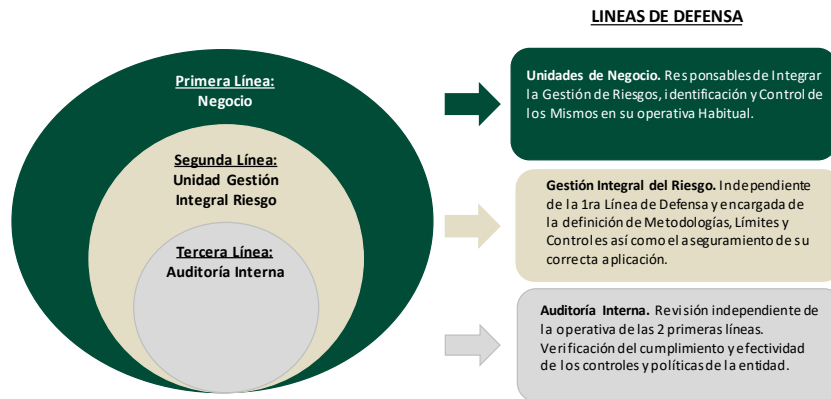 LINEAS DE DEFENSA
Primera Línea:
Negocio
Unidades de Negocio. Responsables de Integrar
la Gestión de Riesgos, identificación y Control de
los Mismos en su operativa Habitual.
Segunda Línea:
Unidad Gestión
Integral Riesgo
Gestión Integral del Riesgo. Independiente
de la 1ra Línea de Defensa y encargada de
la definición de Metodologías, Límites y
Controles así como el aseguramiento de su
correcta aplicación.
Tercera Línea:
Auditoría Interna
Auditoría Interna. Revisión independiente de
la operativa de las 2 primeras líneas.
Verificación del cumplimiento y efectividad
de los controles y políticas de la entidad.